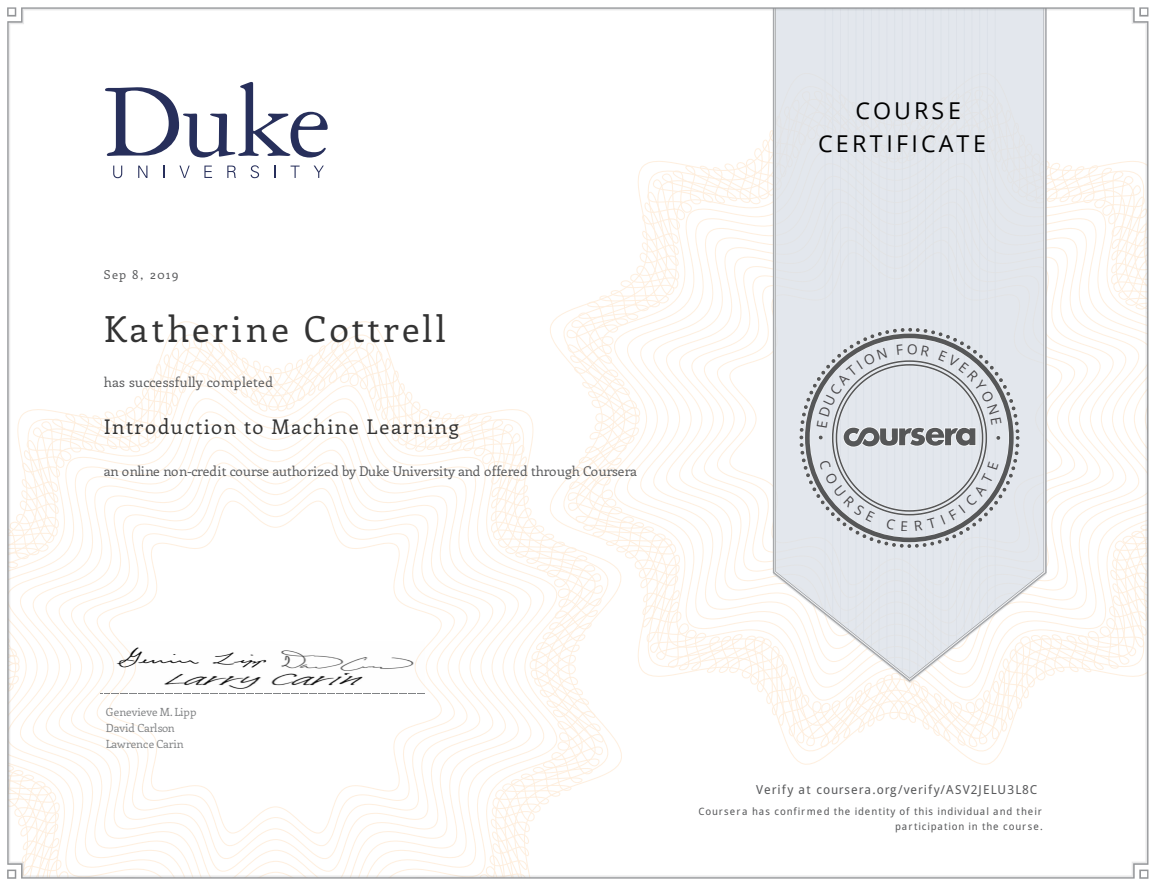 Duke
UNIVERSITY
COURSE
CERTIFICATE
Sep 8, 2019
Katherine Cottrell
has successfully completed
Introduction to Machine Learning
an online non-credit course authorized by Duke University and offered through Coursera
EDUCATION FOR EVERYONE
coursera
COURSE CERTIFICATE
Genevieve Lipp David Carlson
Larry Carin
Genevieve M. Lipp
David Carlson
Lawrence Carin
Verify at coursera.org/verify/ASV2JELU3L8C
Coursera has confirmed the identity of this individual and their
participation in the course.